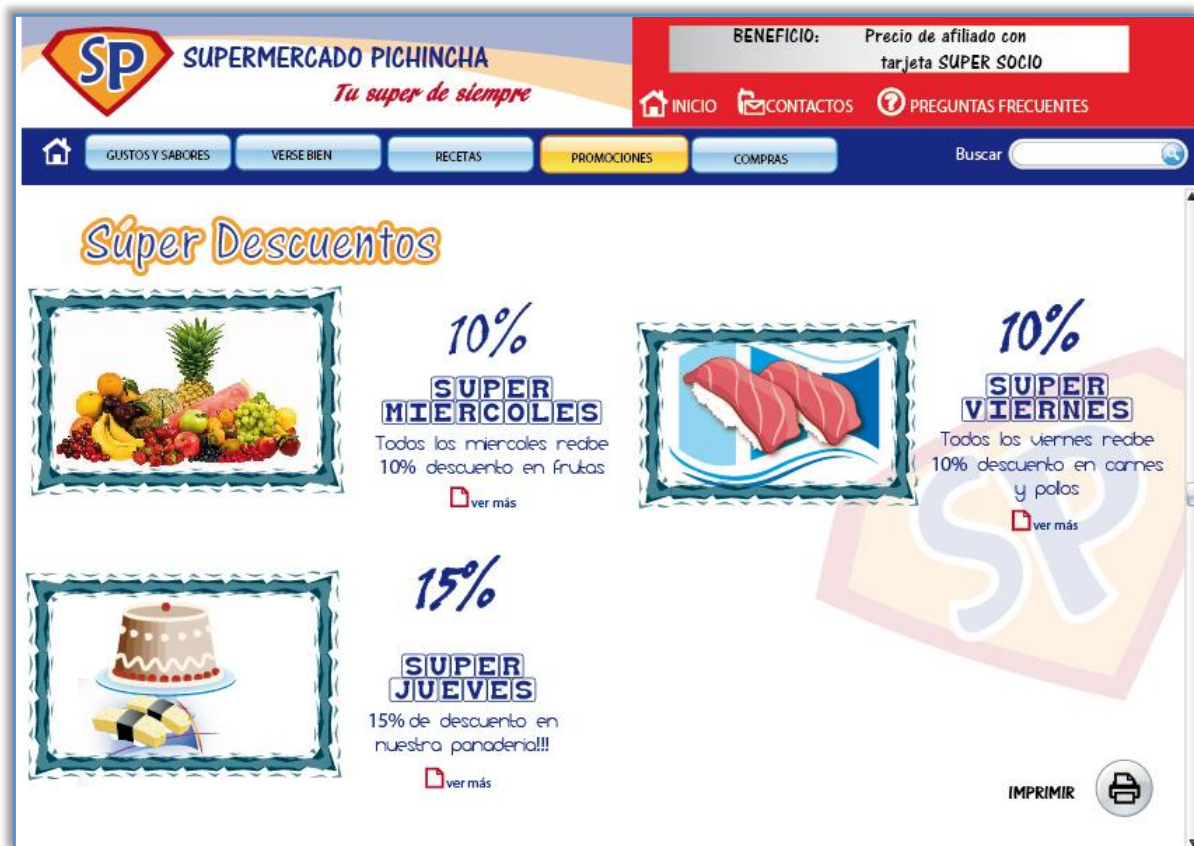 SP
SUPERMERCADO PICHINCHA
Tu super de siempre
BENEFICIO: Precio de afiliado con
tarjeta SUPER SOCIO
INICIO CONTACTOS ? PREGUNTAS FRECUENTES
GUSTOS Y SABORES VERSE BIEN RECETAS PROMOCIONES COMPRAS Buscar
Súper Descuentos
10%
SUPER
MIERCOLES
Todos los miercoles recibe
10% descuento en frutas
ver más
10%
SUPER
VIERNES
Todos los viernes recibe
10% descuento en carnes
y pollos
ver más
15%
SUPER
JUEVES
15% de descuento en
nuestra panaderia!!!
ver más
SP
IMPRIMIR